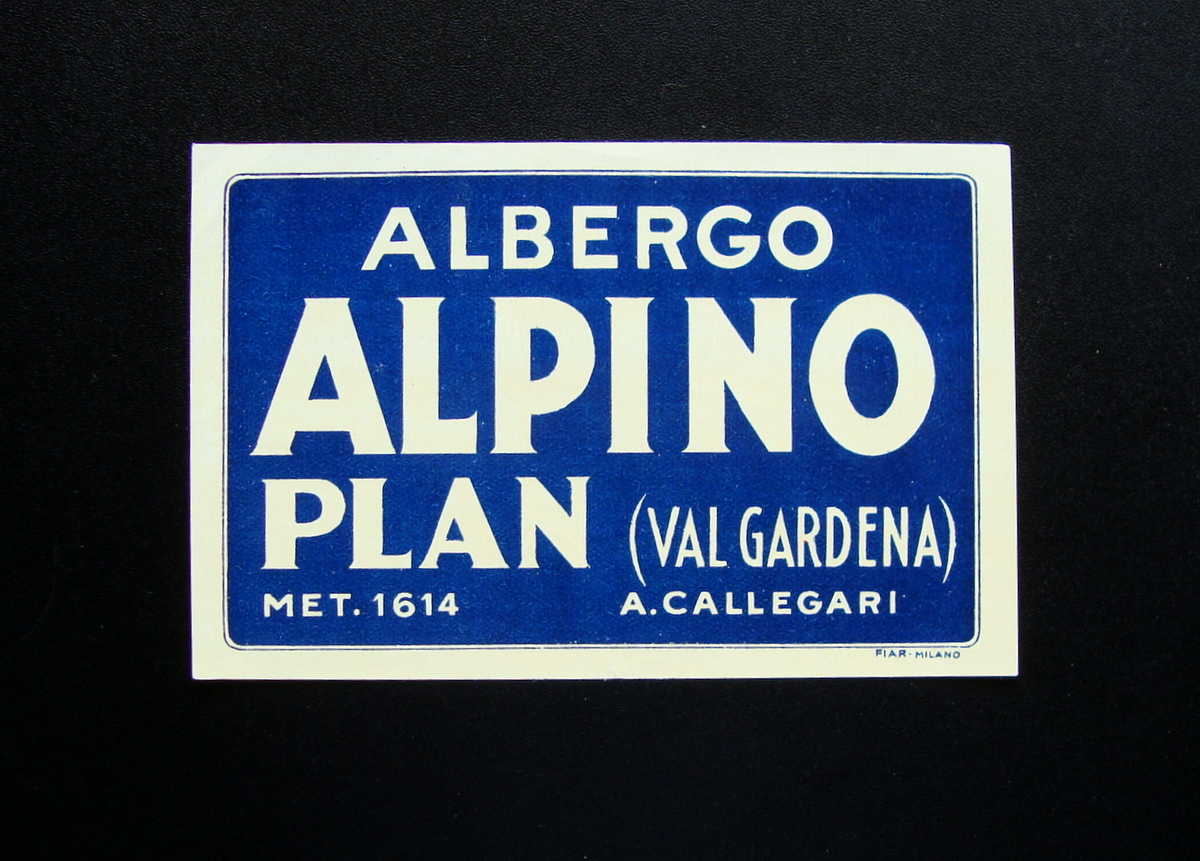 ALBERGO
ALPINO
PLAN (VAL GARDENA)
MET. 1614 A. CALLEGARI
FIAR - MILANO